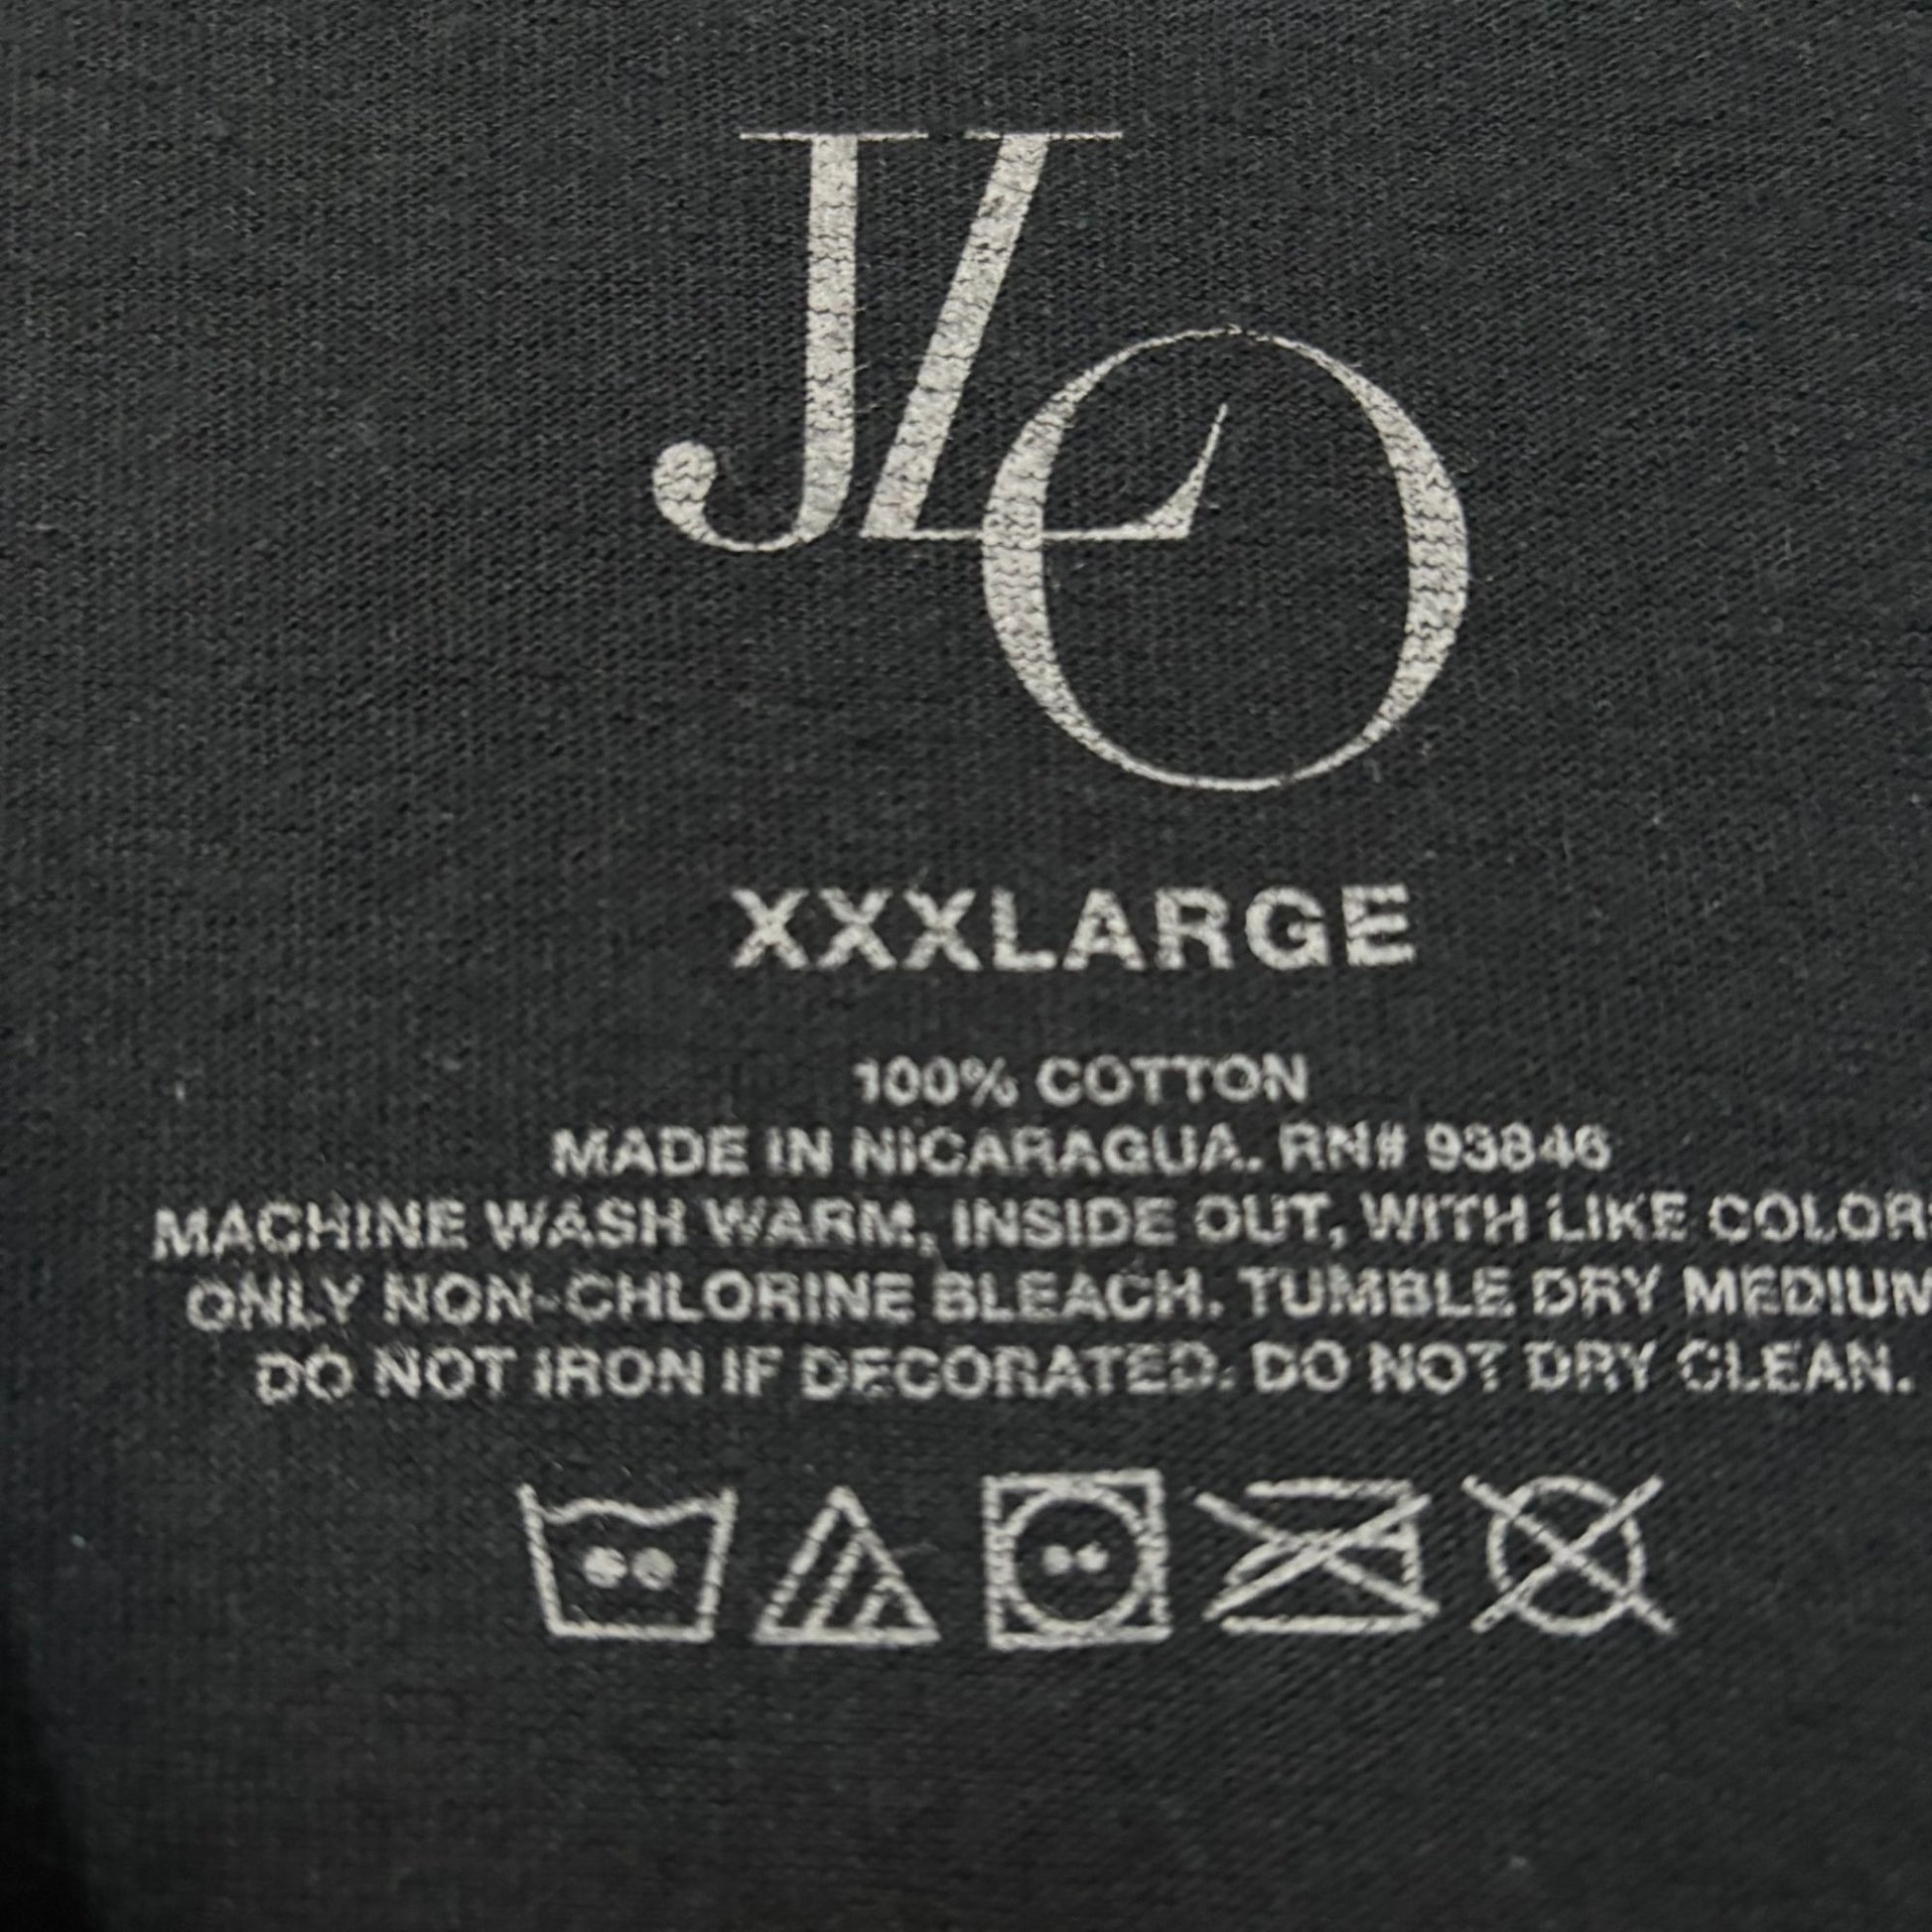 JLO
XXXLARGE
100% COTTON
MADE IN NICARAGUA. RN# 93846
MACHINE WASH WARM, INSIDE OUT, WITH LIKE COLOR
ONLY NON-CHLORINE BLEACH. TUMBLE DRY MEDIUM
DO NOT IRON IF DECORATED. DO NOT DRY CLEAN.